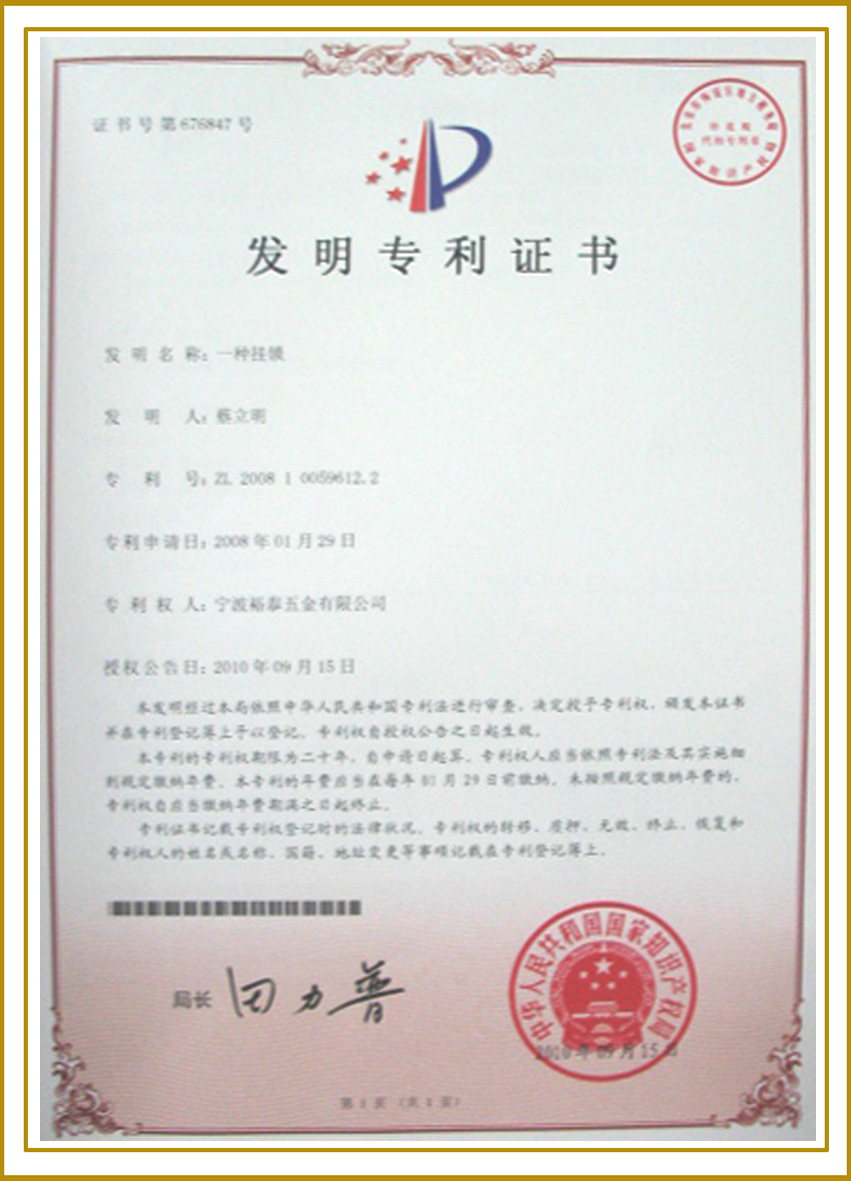 证书号第676847号
发明专利证书
发明名称：一种挂锁
发明人：蔡立明
专利号：ZL 2008 1 0059612.2
专利申请日：2008年01月29日
专利权人：宁波裕泰五金有限公司
授权公告日：2010年09月15日
本发明经过本局依照中华人民共和国专利法进行审查，决定授予专利权，颁发本证书
并在专利登记簿上予以登记。专利权自授权公告之日起生效。
本专利的专利权期限为二十年，自申请日起算。专利权人应当依照专利法及其实施细
则规定缴纳年费。本专利的年费应当在每年01月29日前缴纳。未按照规定缴纳年费的，
专利权自应当缴纳年费期满之日起终止。
专利证书记载专利权登记时的法律状况。专利权的转移、质押、无效、终止、恢复和
专利权人的姓名或名称、国籍、地址变更等事项记载在专利登记簿上。
局长 田力普
中华人民共和国国家知识产权局
2010年09月15日
第1页（共1页）